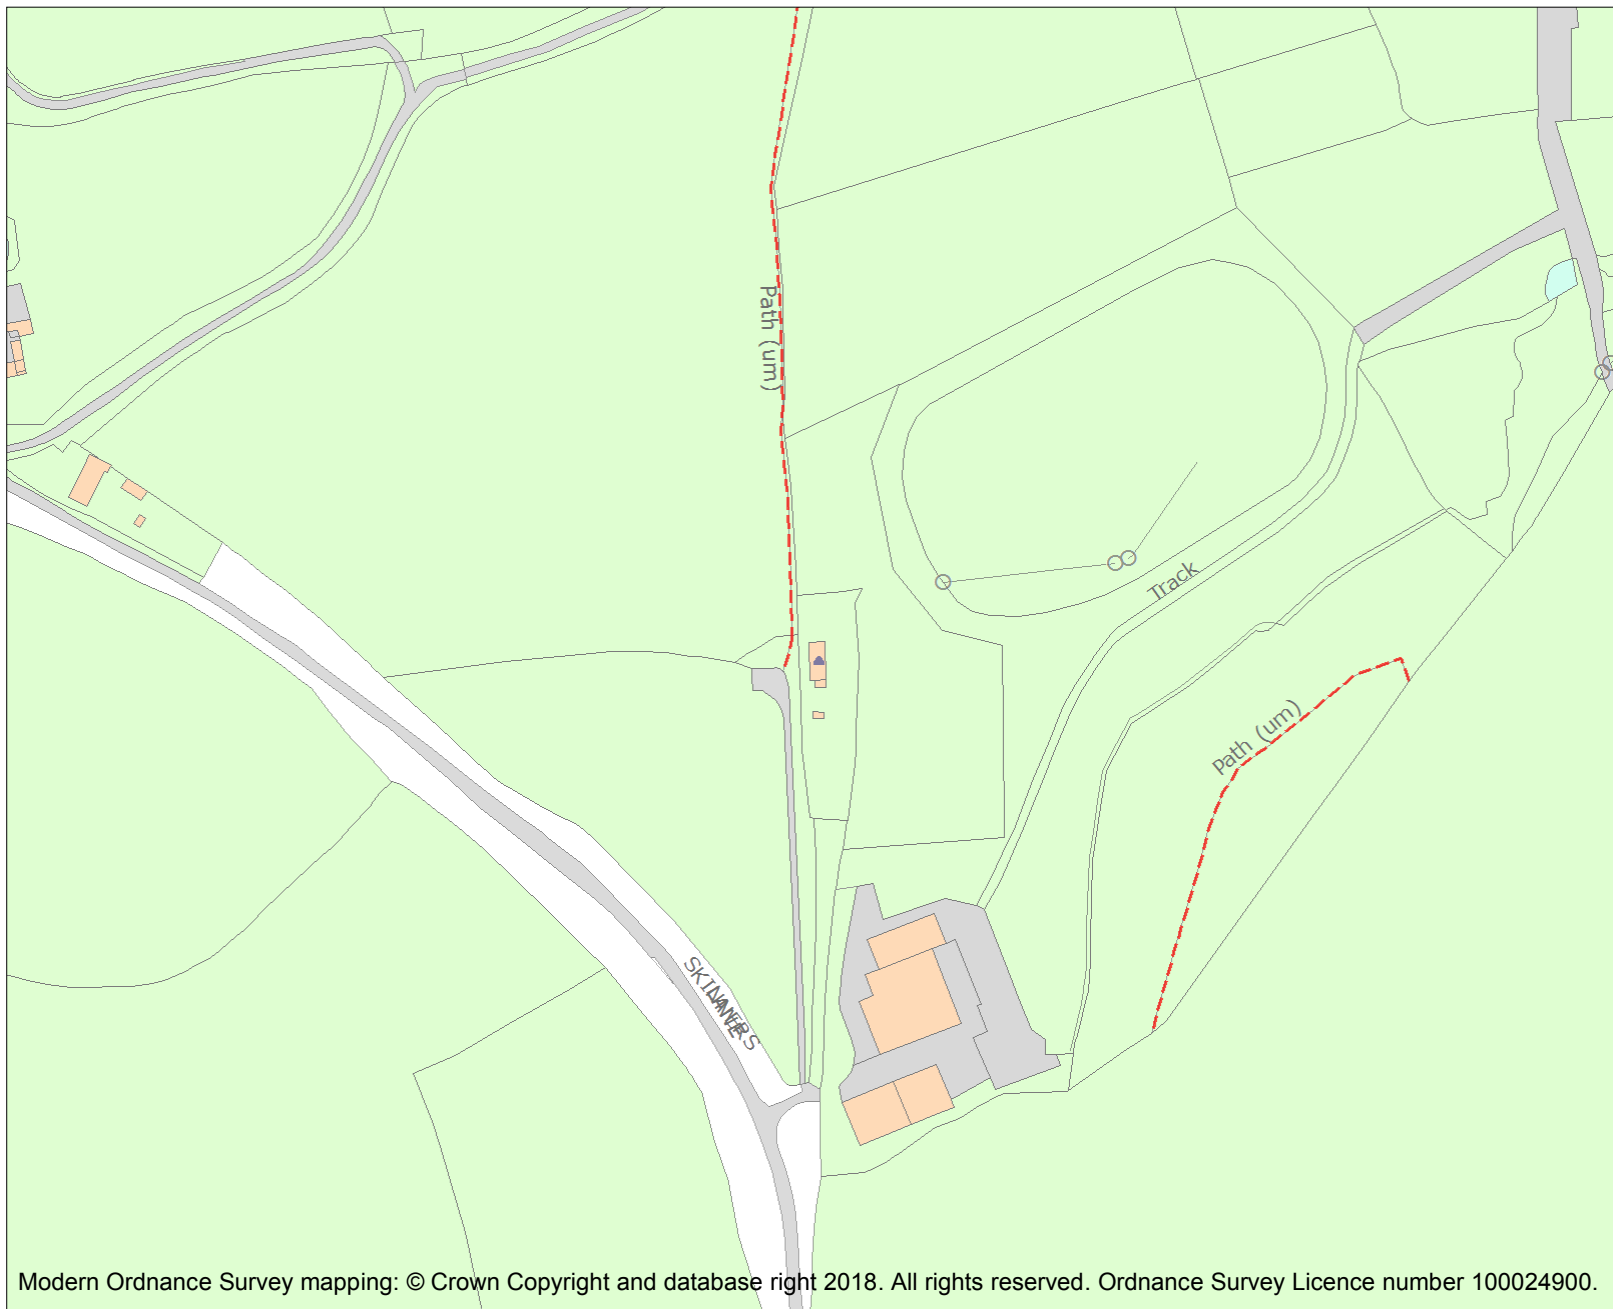 Path (um)
Track
Path (um)
SKINNERS
LANE
Modern Ordnance Survey mapping: © Crown Copyright and database right 2018. All rights reserved. Ordnance Survey Licence number 100024900.